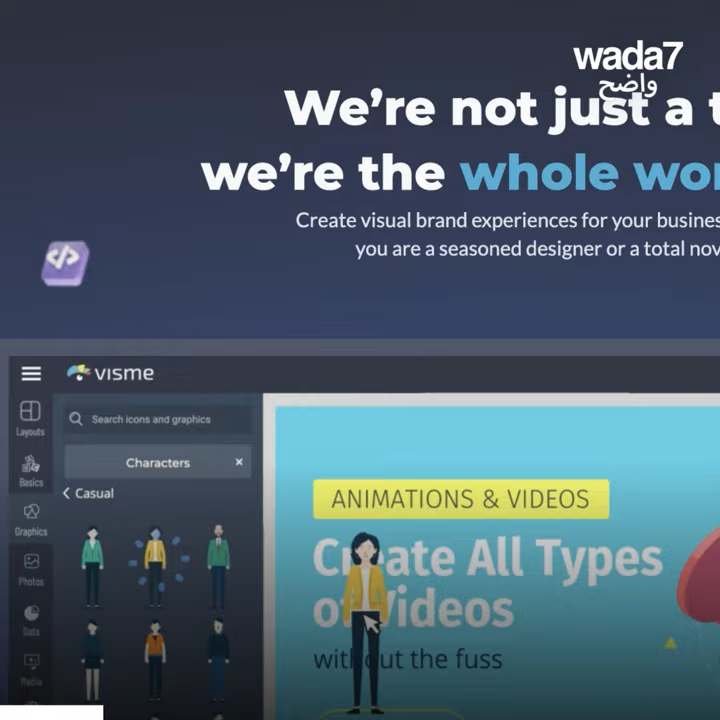 wada7
واضح
We're not just a t
we're the whole wor
Create visual brand experiences for your busines
you are a seasoned designer or a total nov
visme
Search icons and graphics
Characters ×
Casual
Layouts
Basics
Graphics
Photos
Data
Media
ANIMATIONS & VIDEOS
Create All Types
of Videos
without the fuss